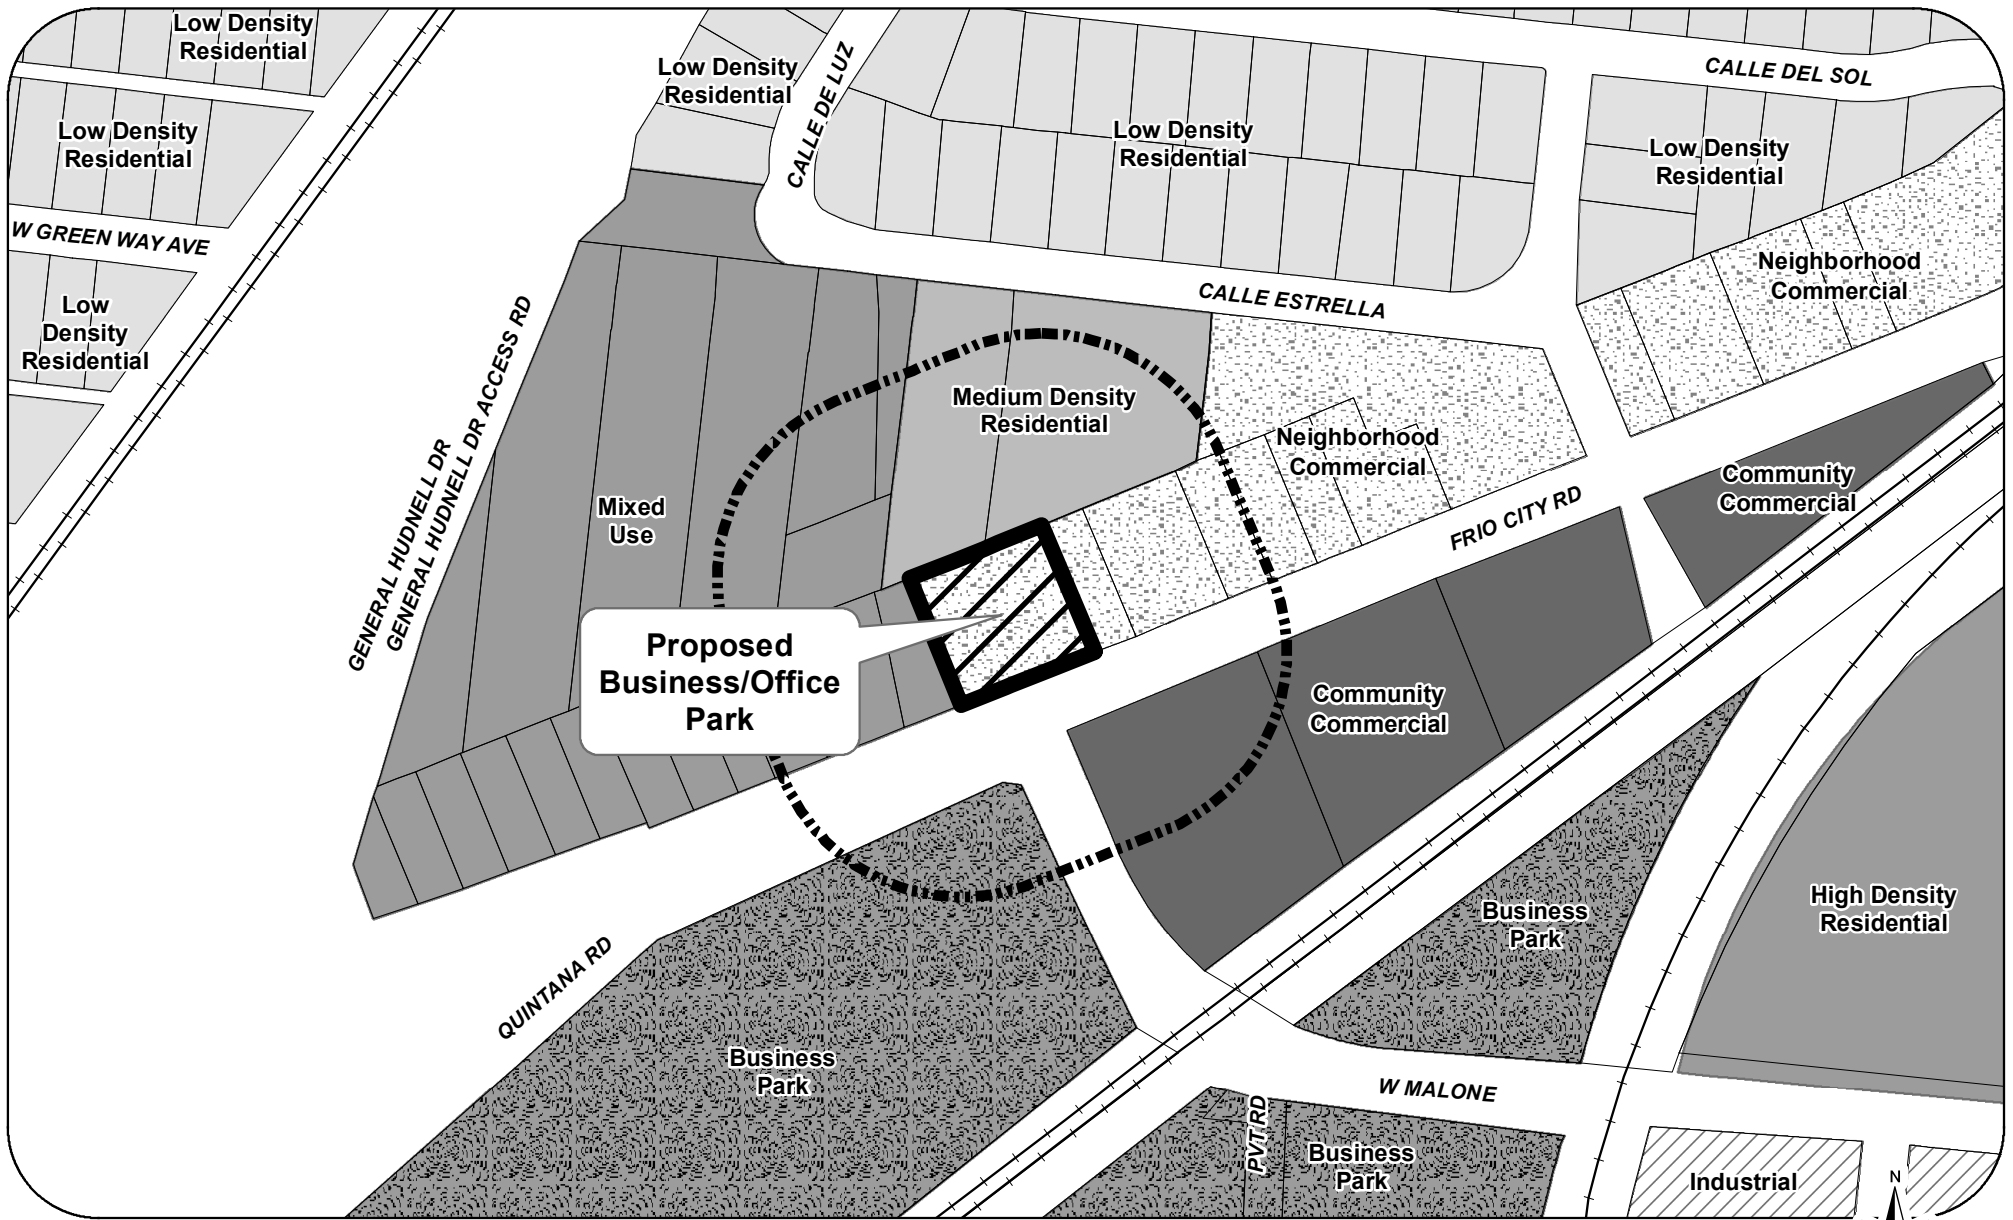 Low Density
Residential
Low Density
Residential
CALLE DE LUZ
CALLE DEL SOL
Low Density
Residential
Low Density
Residential
Low Density
Residential
W GREEN WAY AVE
Neighborhood
Commercial
Low
Density
Residential
CALLE ESTRELLA
GENERAL HUDNELL DR
GENERAL HUDNELL DR ACCESS RD
Medium Density
Residential
Neighborhood
Commercial
Community
Commercial
Mixed
Use
FRIO CITY RD
Proposed
Business/Office
Park
Community
Commercial
High Density
Residential
Business
Park
QUINTANA RD
Business
Park
W MALONE
PVT RD
Business
Park
Industrial
N